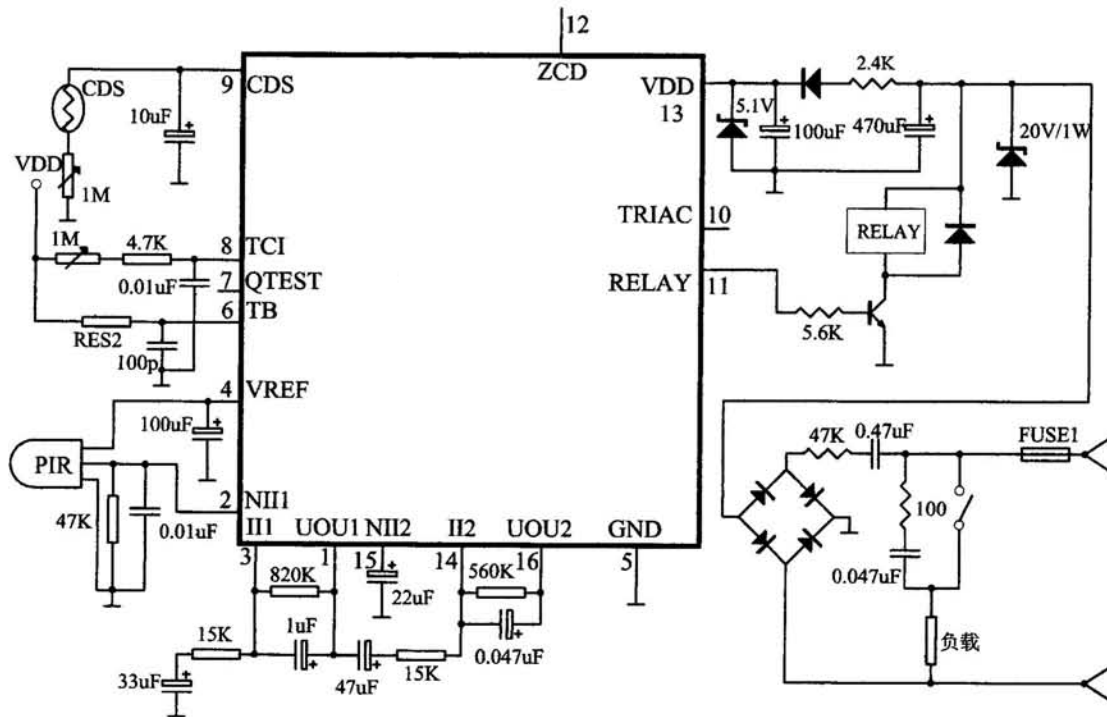 12
ZCD
9
CDS
CDS
10uF
VDD
1M
1M
4.7K
8
TCI
0.01uF
7
QTEST
6
TB
RES2
100p
4
VREF
100uF
PIR
2
NII1
47K
0.01uF
VDD
13
5.1V
100uF
2.4K
470uF
20V/1W
TRIAC
10
RELAY
RELAY
11
5.6K
47K
0.47uF
FUSE1
100
0.047uF
负载
II1
UOU1
NII2
II2
UOU2
GND
3
1
15
14
16
5
820K
22uF
560K
15K
1uF
0.047uF
33uF
47uF
15K